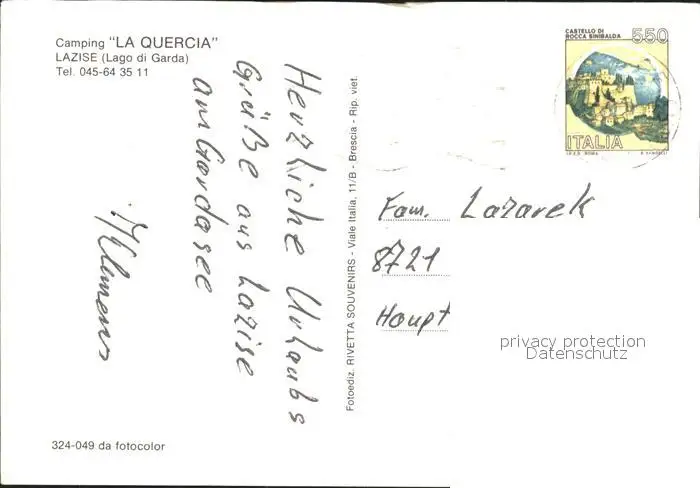 Camping "LA QUERCIA"
LAZISE (Lago di Garda)
Tel. 045-64 35 11
Herzliche Urlaubs
Grüße aus Lazise
am Gardasee
324-049 da fotocolor
Fotoediz. RIVETTA SOUVENIRS - Viale Italia, 11/B - Brescia - Rip. viet.
CASTELLO DI
ROCCA SINIBALDA
550
ITALIA
Fam. Lazarek
8721
Haupt
privacy protection
Datenschutz